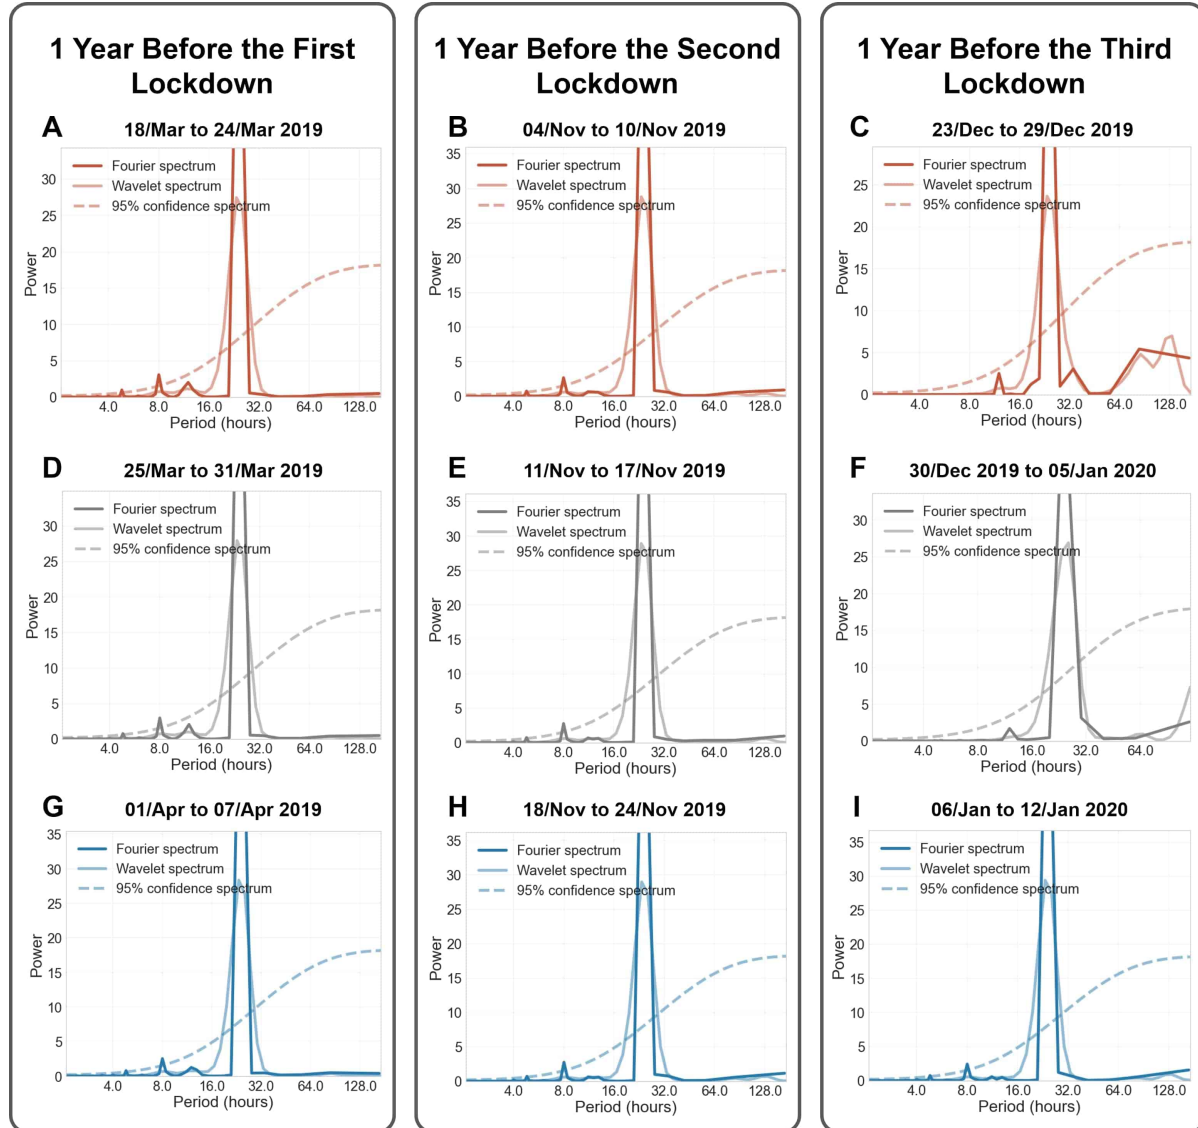 1 Year Before the First
Lockdown
A
18/Mar to 24/Mar 2019
Fourier spectrum
Wavelet spectrum
95% confidence spectrum
30
25
20
15
10
5
0
Power
4.0 8.0 16.0 32.0 64.0 128.0
Period (hours)
D
25/Mar to 31/Mar 2019
Fourier spectrum
Wavelet spectrum
95% confidence spectrum
30
25
20
15
10
5
0
Power
4.0 8.0 16.0 32.0 64.0 128.0
Period (hours)
G
01/Apr to 07/Apr 2019
Fourier spectrum
Wavelet spectrum
95% confidence spectrum
35
30
25
20
15
10
5
0
Power
4.0 8.0 16.0 32.0 64.0 128.0
Period (hours)
1 Year Before the Second
Lockdown
B
04/Nov to 10/Nov 2019
Fourier spectrum
Wavelet spectrum
95% confidence spectrum
35
30
25
20
15
10
5
0
Power
4.0 8.0 16.0 32.0 64.0 128.0
Period (hours)
E
11/Nov to 17/Nov 2019
Fourier spectrum
Wavelet spectrum
95% confidence spectrum
35
30
25
20
15
10
5
0
Power
4.0 8.0 16.0 32.0 64.0 128.0
Period (hours)
H
18/Nov to 24/Nov 2019
Fourier spectrum
Wavelet spectrum
95% confidence spectrum
35
30
25
20
15
10
5
0
Power
4.0 8.0 16.0 32.0 64.0 128.0
Period (hours)
1 Year Before the Third
Lockdown
C
23/Dec to 29/Dec 2019
Fourier spectrum
Wavelet spectrum
95% confidence spectrum
25
20
15
10
5
0
Power
4.0 8.0 16.0 32.0 64.0 128.0
Period (hours)
F
30/Dec 2019 to 05/Jan 2020
Fourier spectrum
Wavelet spectrum
95% confidence spectrum
30
25
20
15
10
5
0
Power
4.0 8.0 16.0 32.0 64.0
Period (hours)
I
06/Jan to 12/Jan 2020
Fourier spectrum
Wavelet spectrum
95% confidence spectrum
35
30
25
20
15
10
5
0
Power
4.0 8.0 16.0 32.0 64.0 128.0
Period (hours)